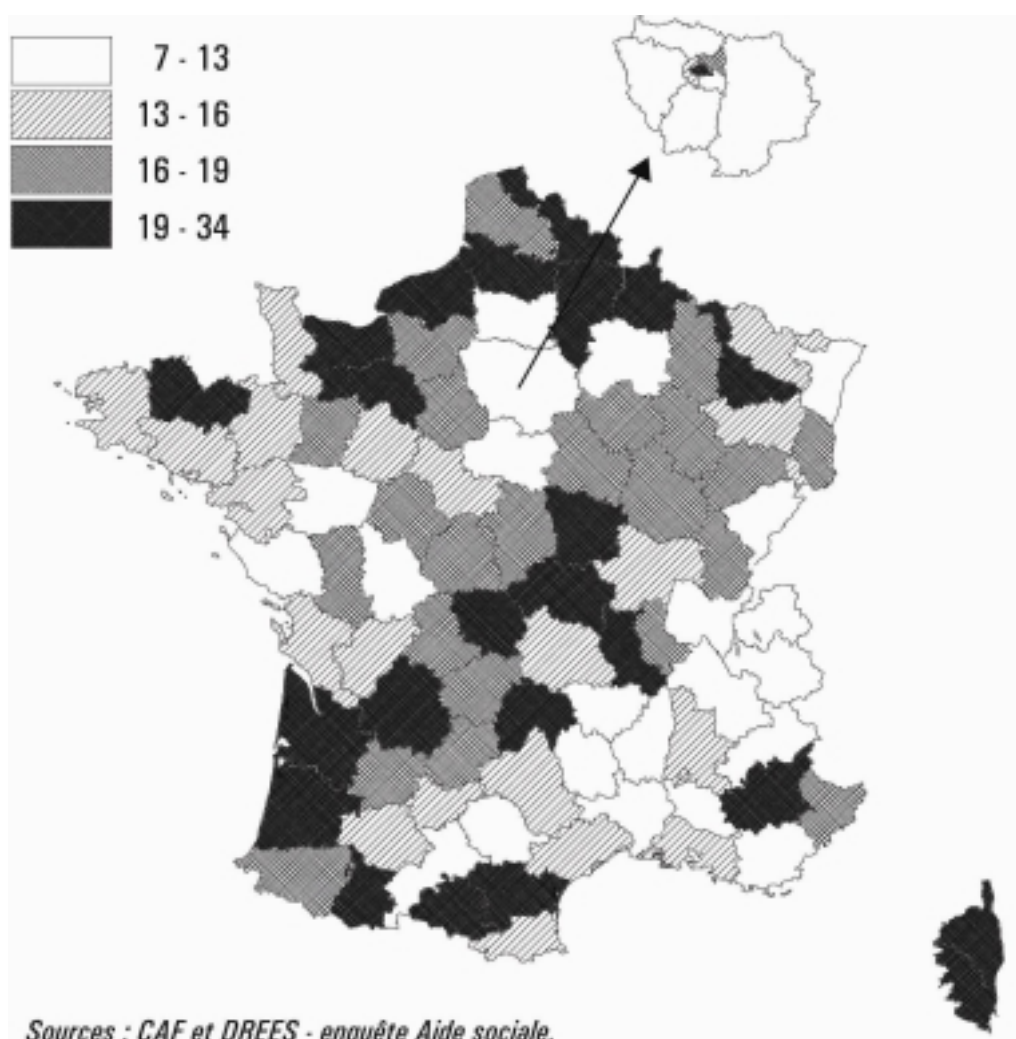 7 - 13
13 - 16
16 - 19
19 - 34
Sources : CAF et DREES - enquête Aide sociale.